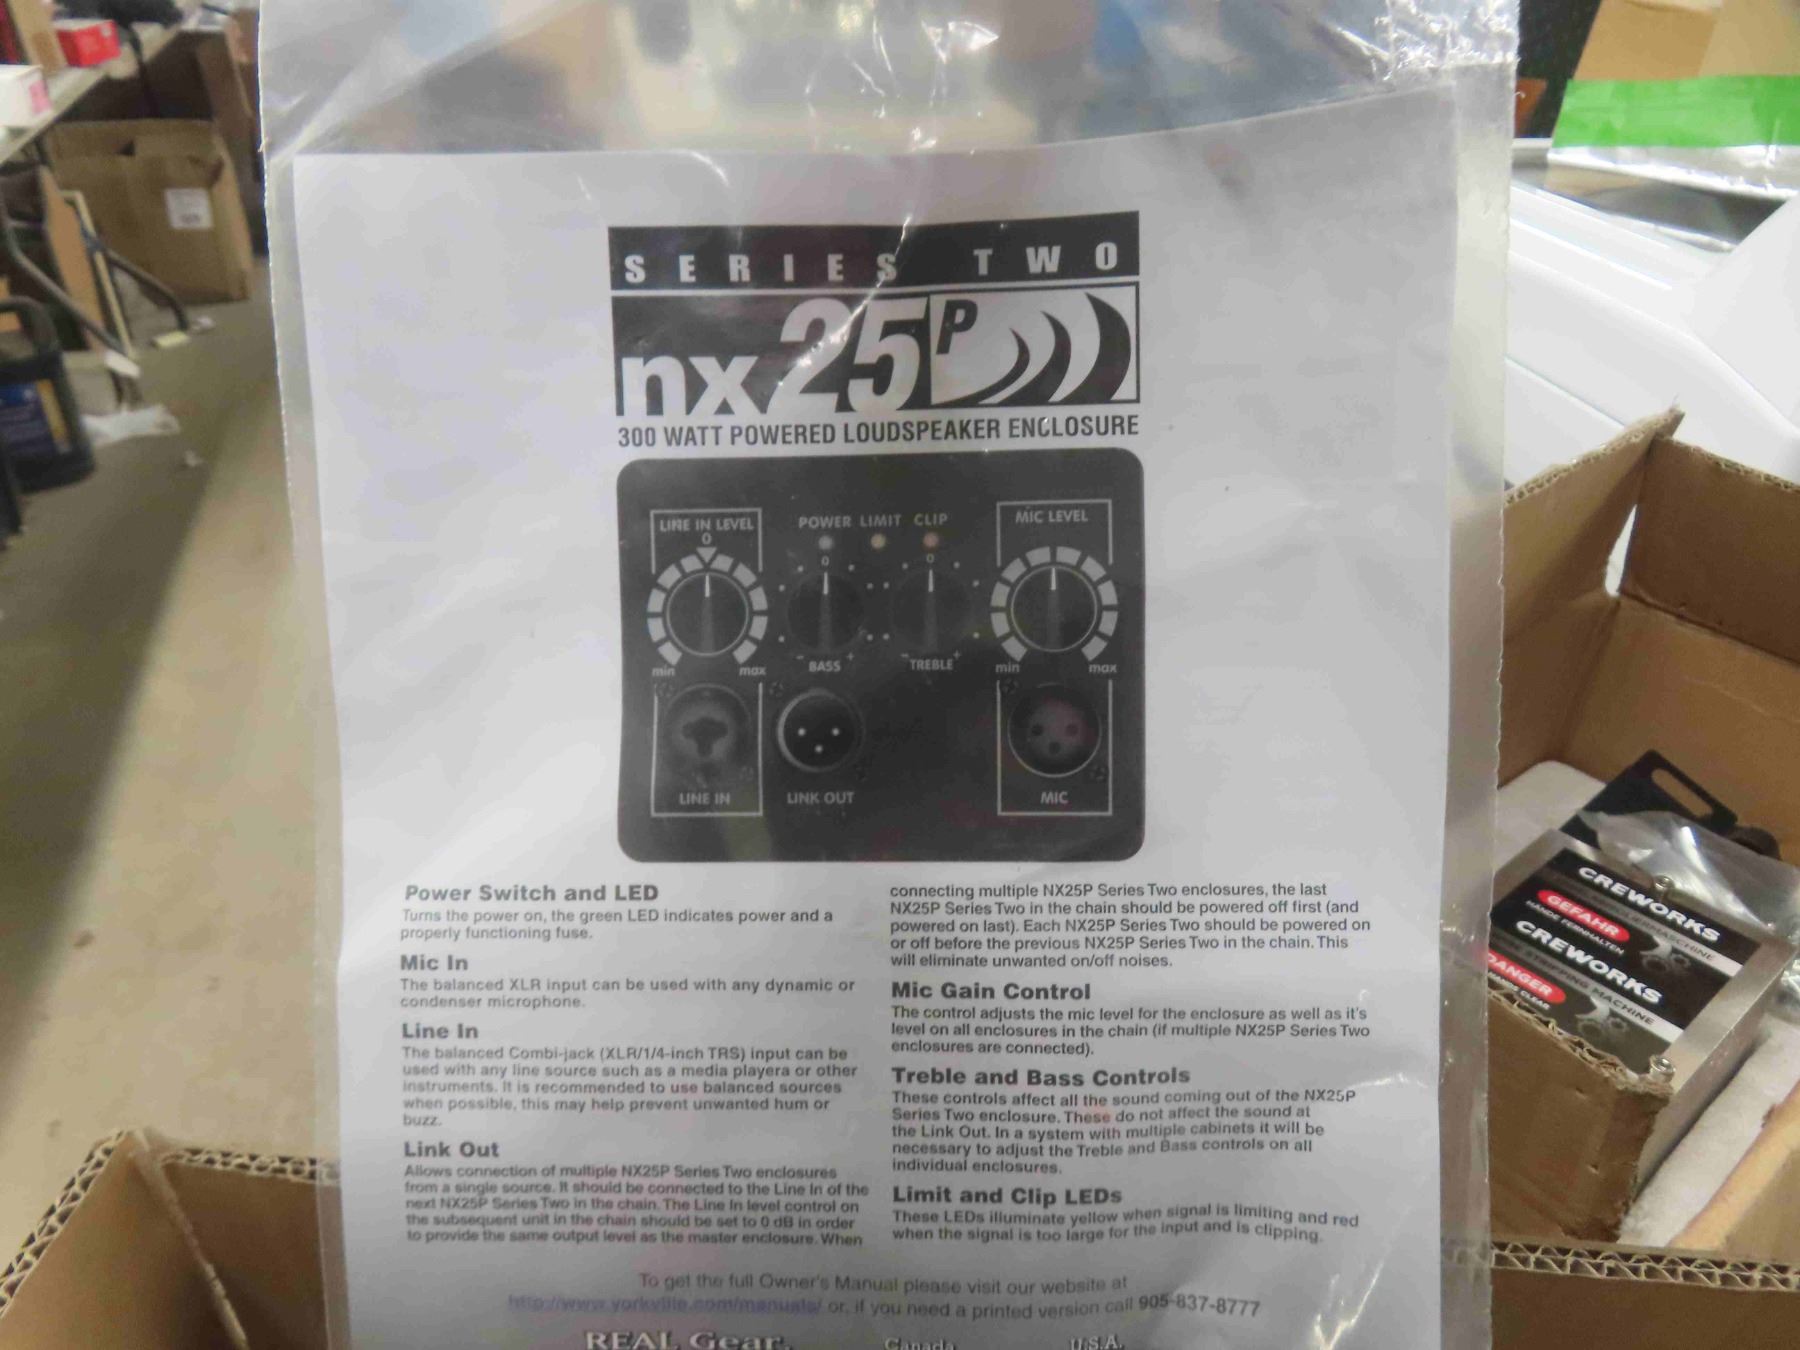 SERIES TWO
nx25P
300 WATT POWERED LOUDSPEAKER ENCLOSURE
LINE IN LEVEL
0
POWER LIMIT CLIP
0
0
MIC LEVEL
min
max
- BASS +
- TREBLE +
min
max
LINE IN
LINK OUT
MIC
Power Switch and LED
Turns the power on, the green LED indicates power and a
properly functioning fuse.
Mic In
The balanced XLR input can be used with any dynamic or
condenser microphone.
Line In
The balanced Combi-jack (XLR/1/4-inch TRS) input can be
used with any line source such as a media playera or other
instruments. It is recommended to use balanced sources
when possible, this may help prevent unwanted hum or
buzz.
Link Out
Allows connection of multiple NX25P Series Two enclosures
from a single source. It should be connected to the Line In of the
next NX25P Series Two in the chain. The Line In level control on
the subsequent unit in the chain should be set to 0 dB in order
to provide the same output level as the master enclosure. When
connecting multiple NX25P Series Two enclosures, the last
NX25P Series Two in the chain should be powered off first (and
powered on last). Each NX25P Series Two should be powered on
or off before the previous NX25P Series Two in the chain. This
will eliminate unwanted on/off noises.
Mic Gain Control
The control adjusts the mic level for the enclosure as well as it's
level on all enclosures in the chain (if multiple NX25P Series Two
enclosures are connected).
Treble and Bass Controls
These controls affect all the sound coming out of the NX25P
Series Two enclosure. These do not affect the sound at
the Link Out. In a system with multiple cabinets it will be
necessary to adjust the Treble and Bass controls on all
individual enclosures.
Limit and Clip LEDs
These LEDs illuminate yellow when signal is limiting and red
when the signal is too large for the input and is clipping.
To get the full Owner's Manual please visit our website at
http://www.yorkville.com/manuals/ or, if you need a printed version call 905-837-8777
REAL Gear.
Canada
U.S.A.
CREWORKS
GEFAHR
HÄNDE FERNHALTEN
CREWORKS
STRIPPING MACHINE
DANGER
HANDS CLEAR